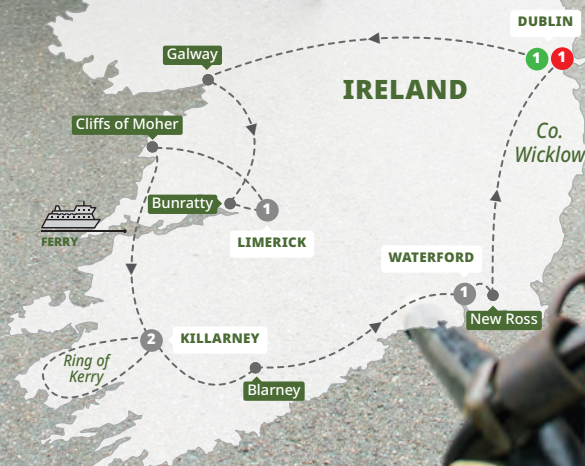 DUBLIN
1 1
Galway
IRELAND
Cliffs of Moher
Co.
Wicklow
Bunratty
1
FERRY
LIMERICK
WATERFORD
1
New Ross
2
KILLARNEY
Ring of
Kerry
Blarney